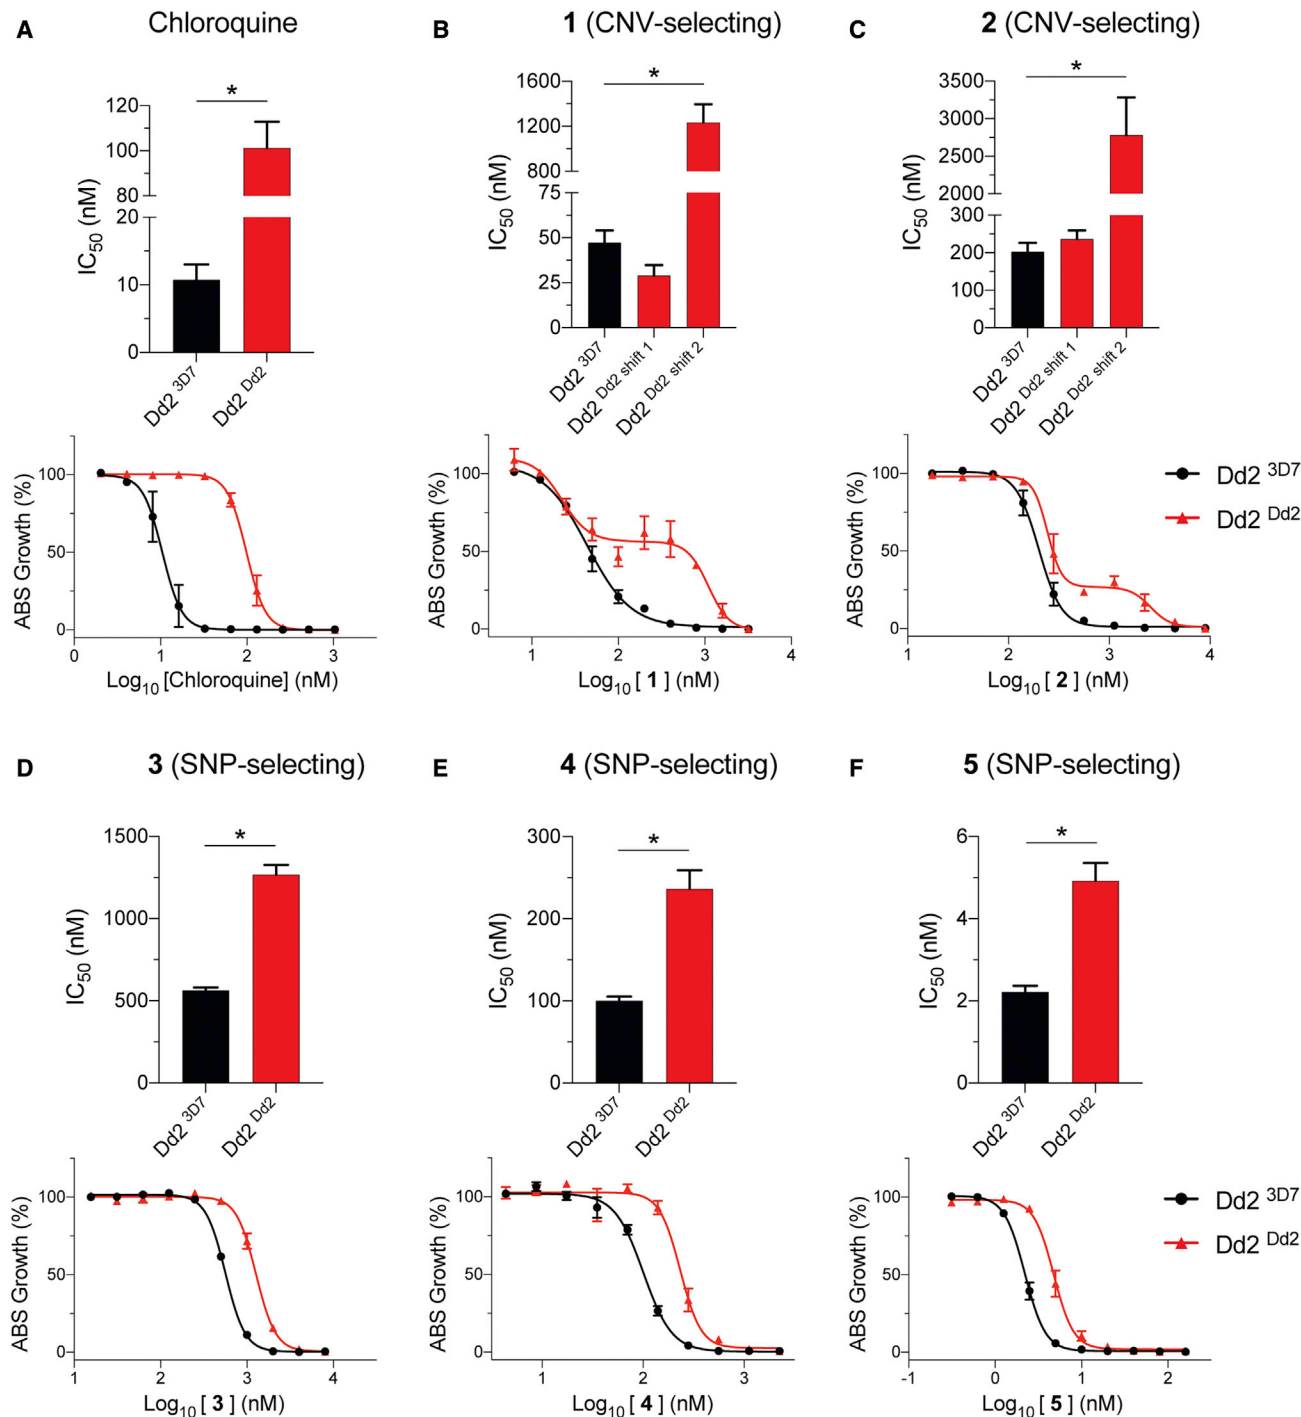 A Chloroquine
120
100
80
20
10
0
IC50 (nM)
*
Dd2 3D7
Dd2 Dd2
100
50
0
ABS Growth (%)
0 1 2 3
Log10 [Chloroquine] (nM)
B 1 (CNV-selecting)
1600
1200
800
75
50
25
0
IC50 (nM)
*
Dd2 3D7
Dd2 Dd2 shift 1
Dd2 Dd2 shift 2
100
50
0
ABS Growth (%)
1 2 3 4
Log10 [ 1 ] (nM)
C 2 (CNV-selecting)
3500
3000
2500
2000
300
200
100
0
IC50 (nM)
*
Dd2 3D7
Dd2 Dd2 shift 1
Dd2 Dd2 shift 2
100
50
0
ABS Growth (%)
1 2 3 4
Log10 [ 2 ] (nM)
Dd2 3D7
Dd2 Dd2
D 3 (SNP-selecting)
1500
1000
500
0
IC50 (nM)
*
Dd2 3D7
Dd2 Dd2
100
50
0
ABS Growth (%)
1 2 3 4
Log10 [ 3 ] (nM)
E 4 (SNP-selecting)
300
200
100
0
IC50 (nM)
*
Dd2 3D7
Dd2 Dd2
100
50
0
ABS Growth (%)
1 2 3
Log10 [ 4 ] (nM)
F 5 (SNP-selecting)
6
4
2
0
IC50 (nM)
*
Dd2 3D7
Dd2 Dd2
100
50
0
ABS Growth (%)
-1 0 1 2
Log10 [ 5 ] (nM)
Dd2 3D7
Dd2 Dd2